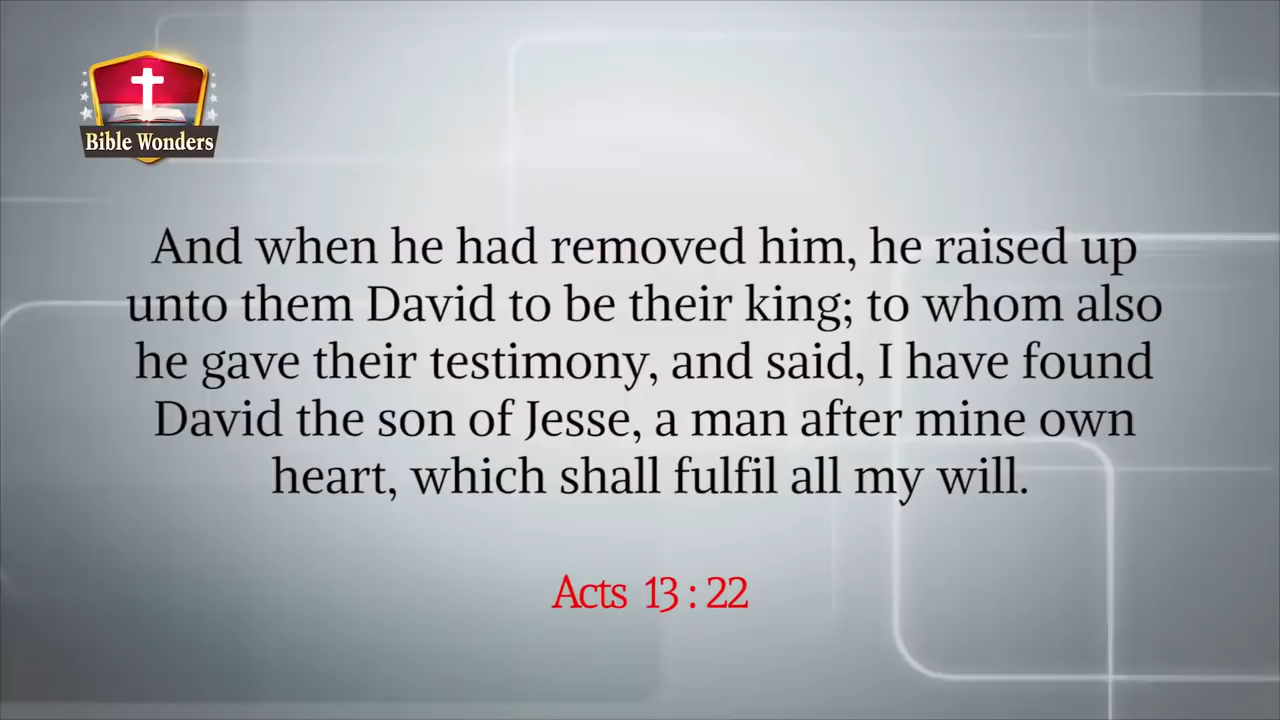 Bible Wonders
And when he had removed him, he raised up
unto them David to be their king; to whom also
he gave their testimony, and said, I have found
David the son of Jesse, a man after mine own
heart, which shall fulfil all my will.
Acts 13 : 22